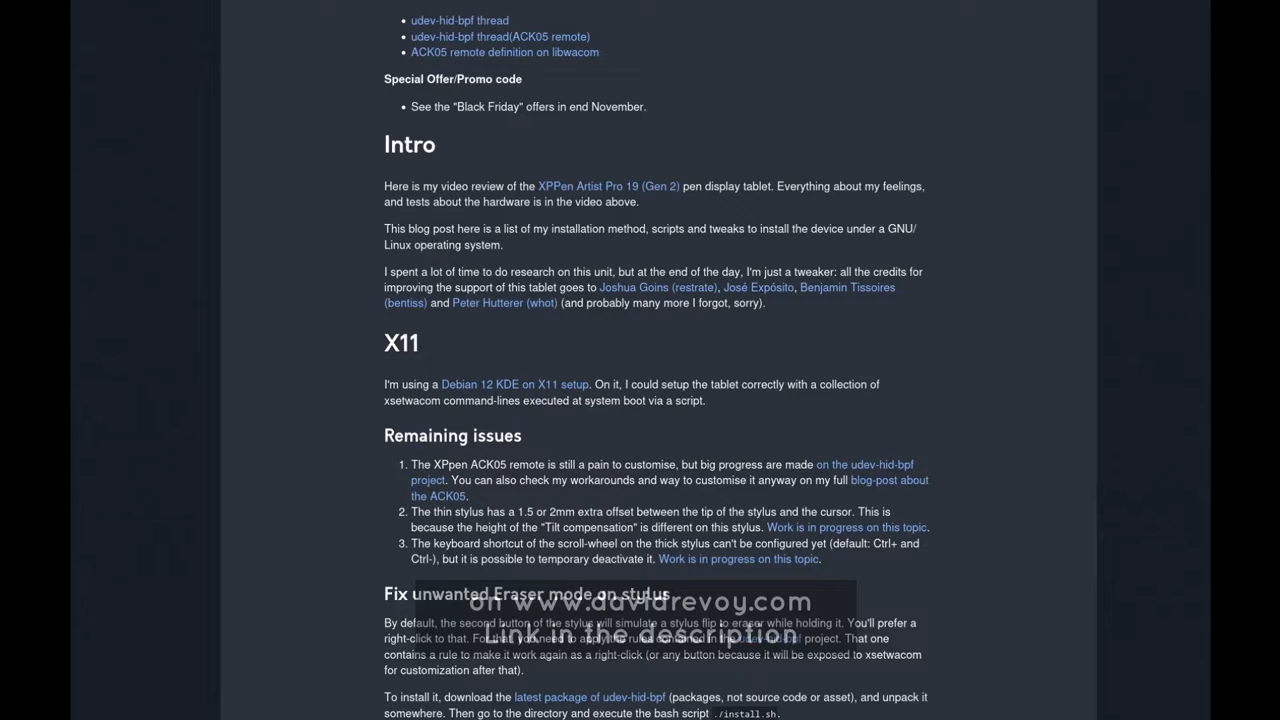 udev-hid-bpf thread
udev-hid-bpf thread(ACK05 remote)
ACK05 remote definition on libwacom
Special Offer/Promo code
See the "Black Friday" offers in end November.
Intro
Here is my video review of the XPPen Artist Pro 19 (Gen 2) pen display tablet. Everything about my feelings,
and tests about the hardware is in the video above.
This blog post here is a list of my installation method, scripts and tweaks to install the device under a GNU/
Linux operating system.
I spent a lot of time to do research on this unit, but at the end of the day, I'm just a tweaker: all the credits for
improving the support of this tablet goes to Joshua Goins (restrate), José Expósito, Benjamin Tissoires
(bentiss) and Peter Hutterer (whot) (and probably many more I forgot, sorry).
X11
I'm using a Debian 12 KDE on X11 setup. On it, I could setup the tablet correctly with a collection of
xsetwacom command-lines executed at system boot via a script.
Remaining issues
1. The XPpen ACK05 remote is still a pain to customise, but big progress are made on the udev-hid-bpf
project. You can also check my workarounds and way to customise it anyway on my full blog-post about
the ACK05.
2. The thin stylus has a 1.5 or 2mm extra offset between the tip of the stylus and the cursor. This is
because the height of the "Tilt compensation" is different on this stylus. Work is in progress on this topic.
3. The keyboard shortcut of the scroll-wheel on the thick stylus can't be configured yet (default: Ctrl+ and
Ctrl-), but it is possible to temporary deactivate it. Work is in progress on this topic.
Fix unwanted Eraser mode on stylus
on www.davidrevoy.com
By default, the second button of the stylus will simulate a stylus flip to eraser while holding it. You'll prefer a
Link in the description
right-click to that. For that, you need to apply the rules contained in the udev-hid-bpf project. That one
contains a rule to make it work again as a right-click (or any button because it will be exposed to xsetwacom
for customization after that).
To install it, download the latest package of udev-hid-bpf (packages, not source code or asset), and unpack it
somewhere. Then go to the directory and execute the bash script ./install.sh.